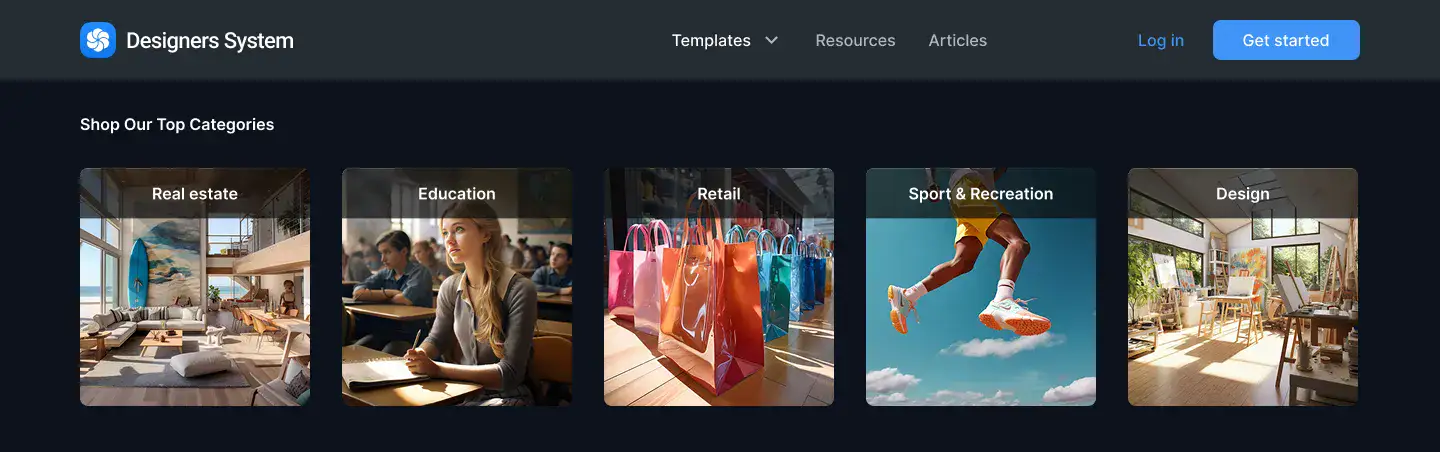 Designers System
Templates
Resources
Articles
Log in
Get started
Shop Our Top Categories
Real estate
Education
Retail
Sport & Recreation
Design